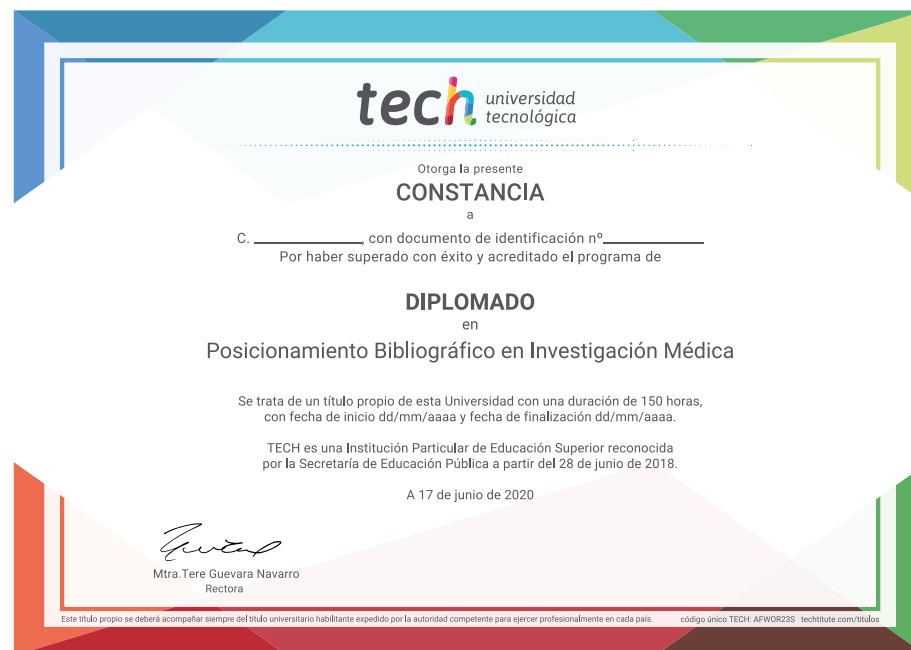 tech universidad
tecnológica
Otorga la presente
CONSTANCIA
a
C. ____________, con documento de identificación nº____________
Por haber superado con éxito y acreditado el programa de
DIPLOMADO
en
Posicionamiento Bibliográfico en Investigación Médica
Se trata de un título propio de esta Universidad con una duración de 150 horas,
con fecha de inicio dd/mm/aaaa y fecha de finalización dd/mm/aaaa.
TECH es una Institución Particular de Educación Superior reconocida
por la Secretaría de Educación Pública a partir del 28 de junio de 2018.
A 17 de junio de 2020
Mtra.Tere Guevara Navarro
Rectora
Este título propio se deberá acompañar siempre del título universitario habilitante expedido por la autoridad competente para ejercer profesionalmente en cada país. código único TECH: AFWOR23S techtitute.com/titulos